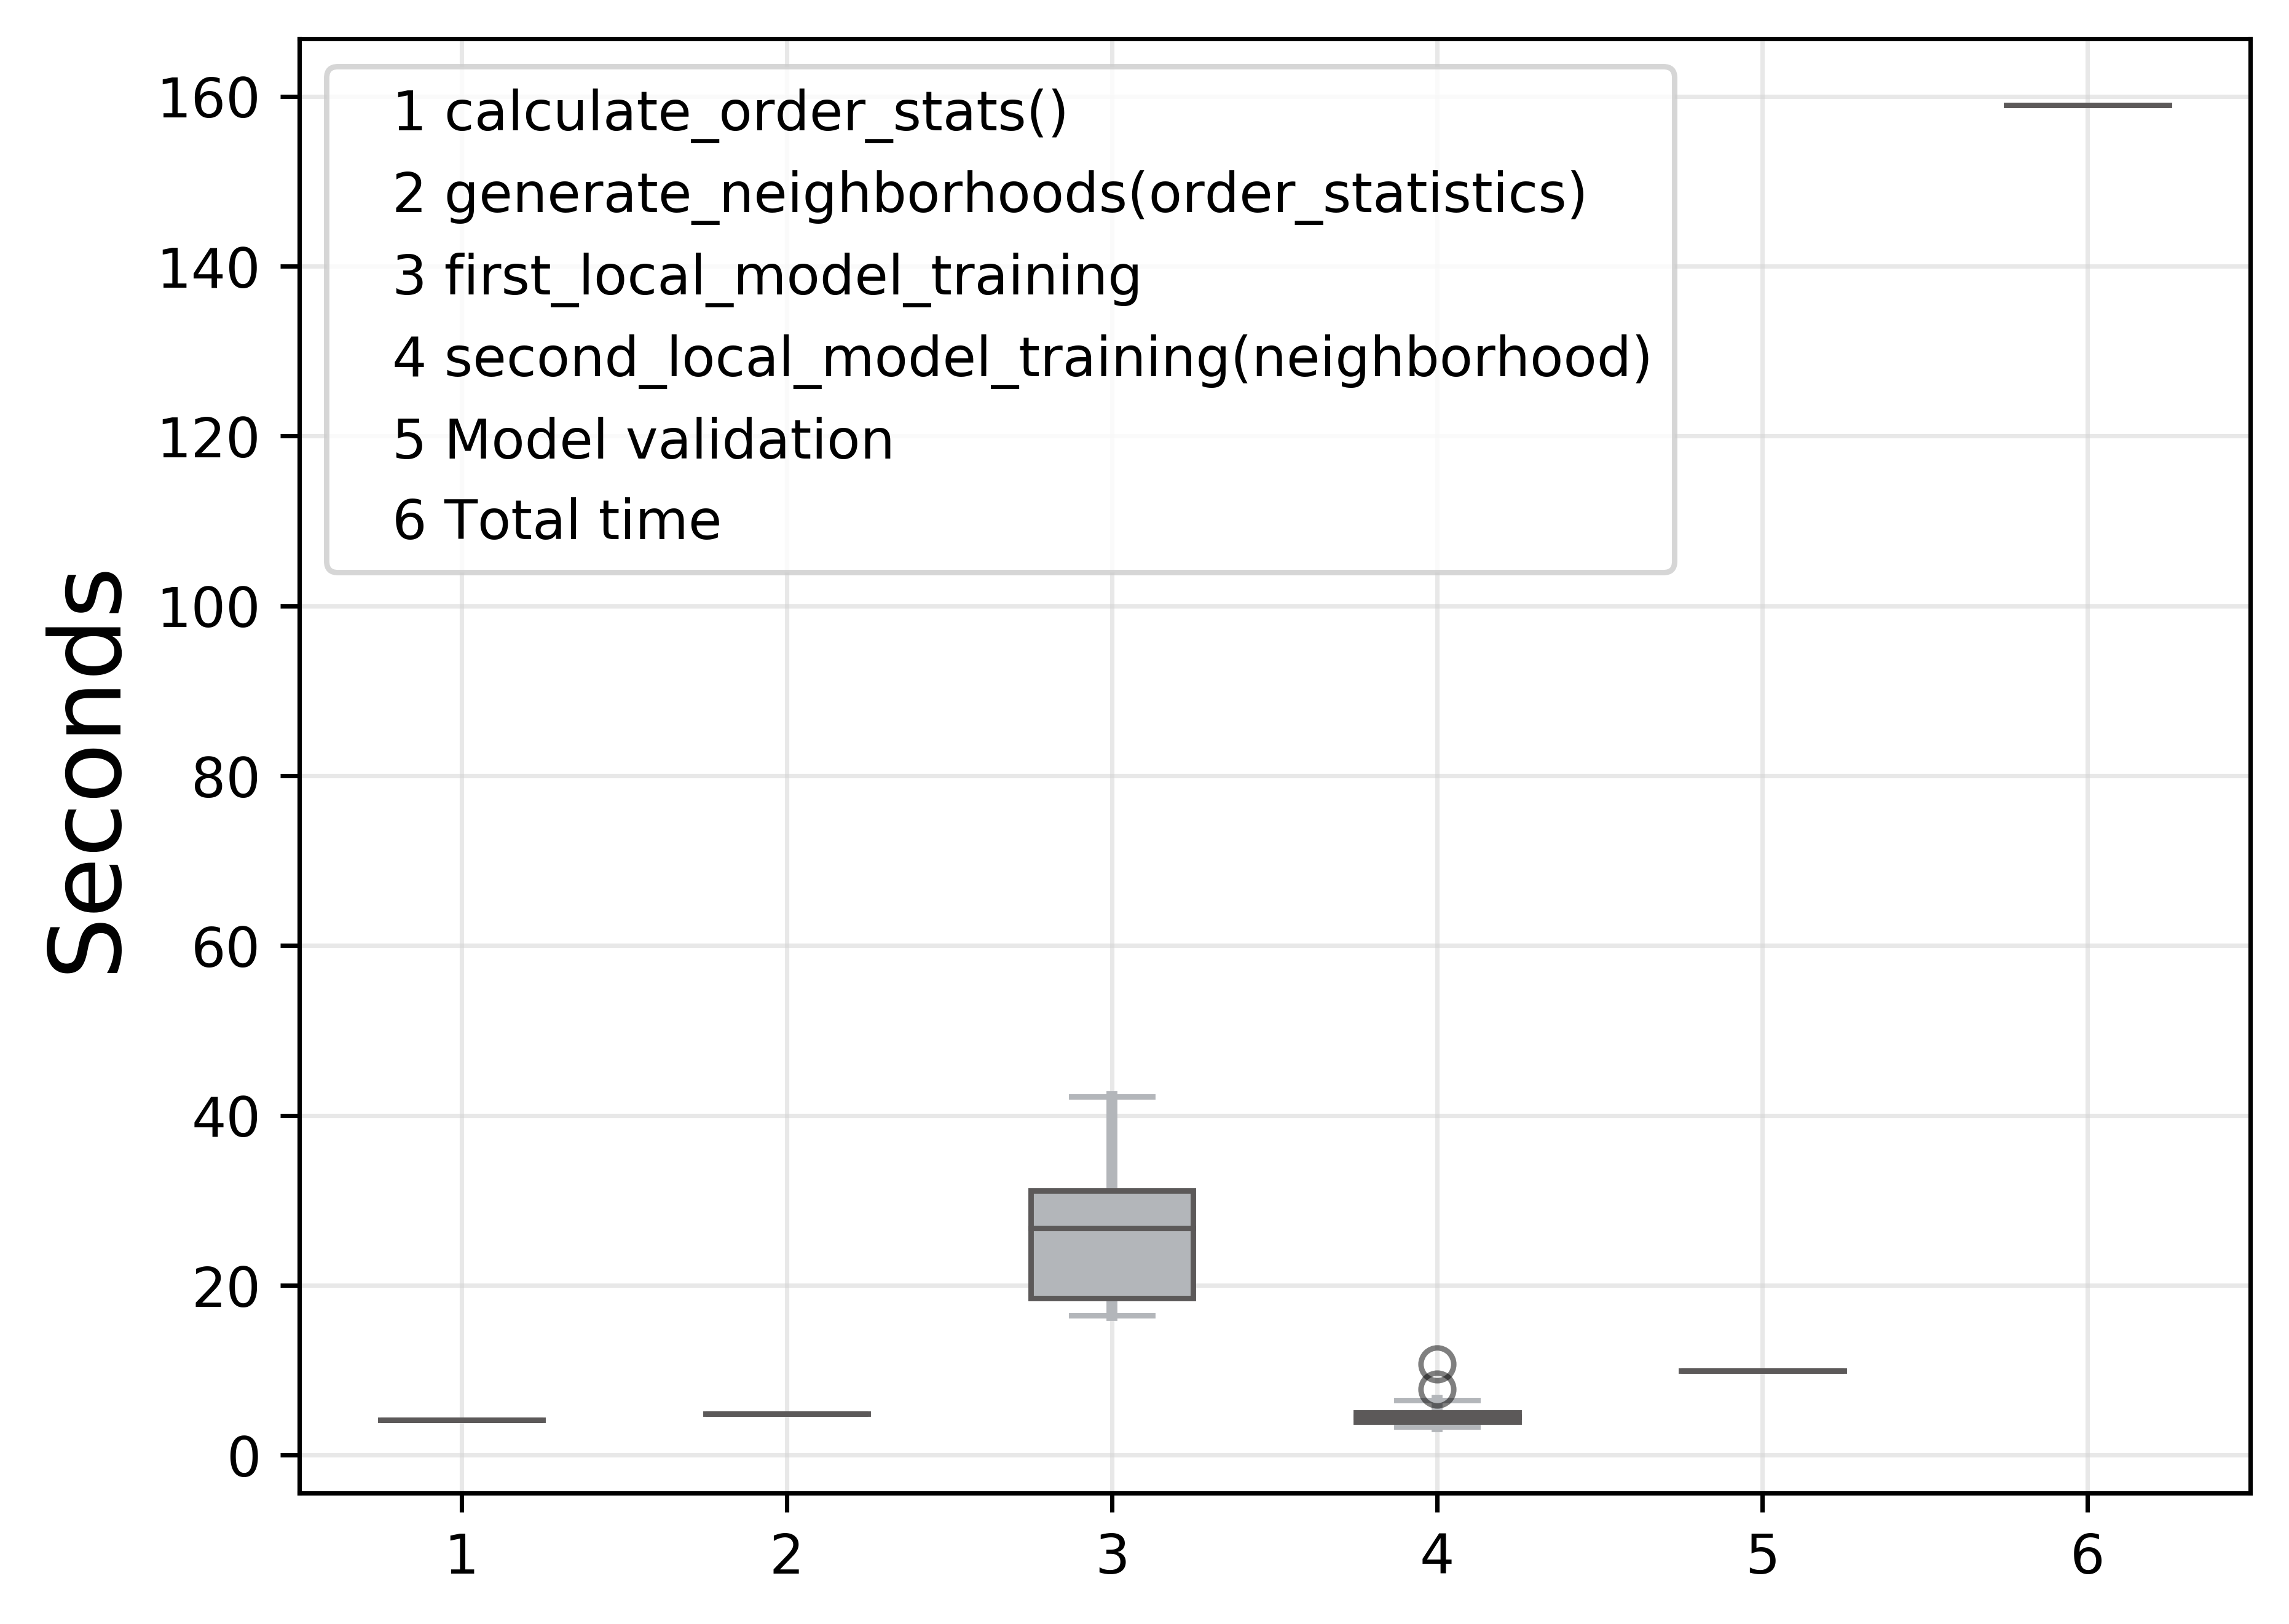 160
140
120
100
80
60
40
20
0
Seconds
1 calculate_order_stats()
2 generate_neighborhoods(order_statistics)
3 first_local_model_training
4 second_local_model_training(neighborhood)
5 Model validation
6 Total time
1 2 3 4 5 6